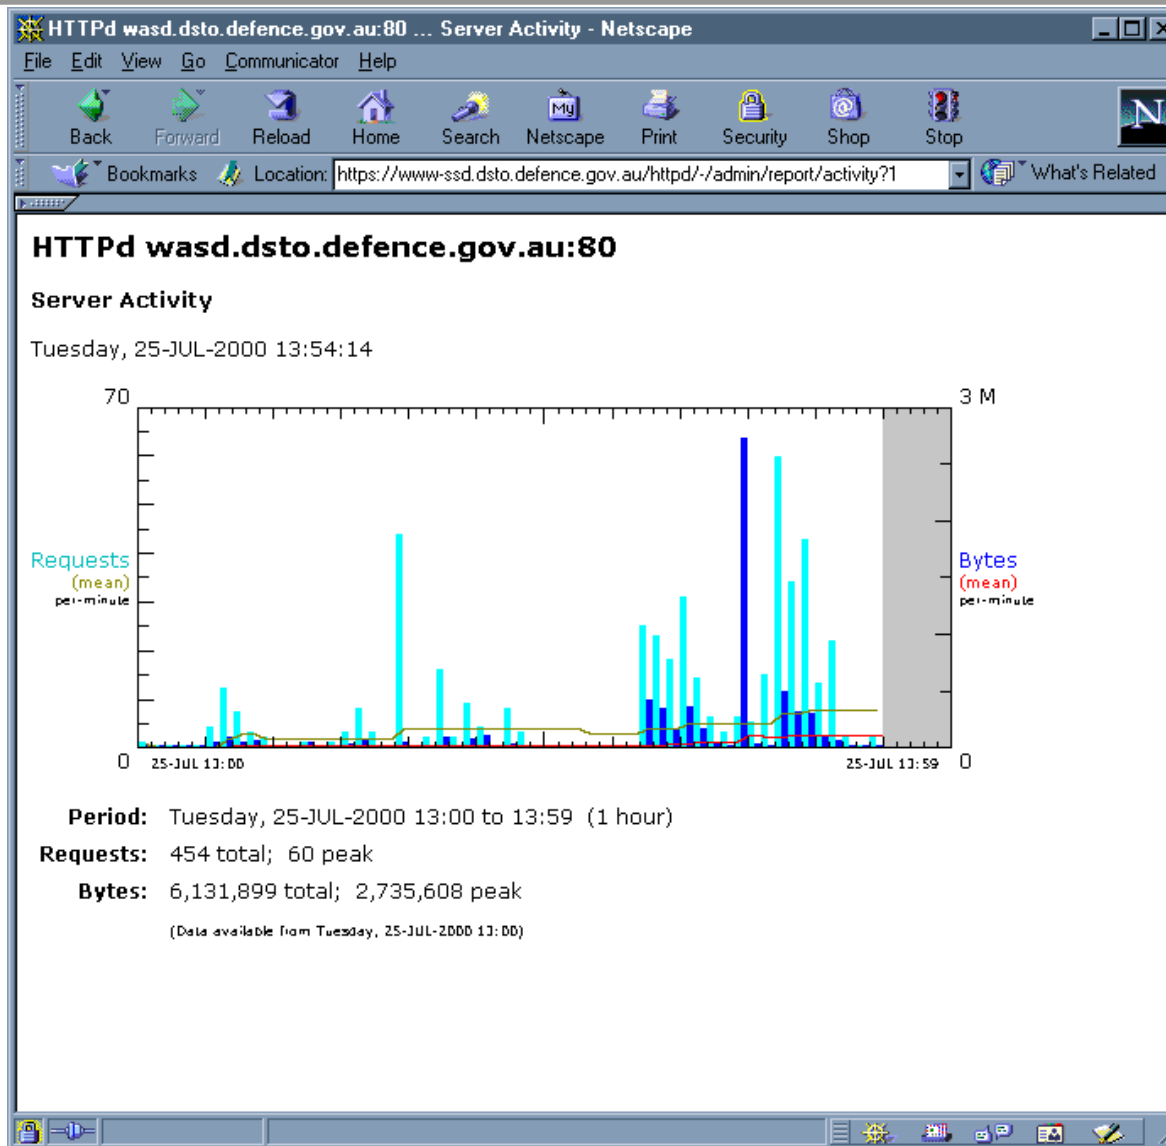 HTTPd wasd.dsto.defence.gov.au:80 ... Server Activity - Netscape
File Edit View Go Communicator Help
My
N
Back Forward Reload Home Search Netscape Print Security Shop Stop
Bookmarks Location: https://www-ssd.dsto.defence.gov.au/httpd/-/admin/report/activity?1 What's Related
HTTPd wasd.dsto.defence.gov.au:80
Server Activity
Tuesday, 25-JUL-2000 13:54:14
70 3 M
Requests Bytes
(mean) (mean)
per-minute per-minute
0 25-JUL 13:00 25-JUL 13:59 0
Period: Tuesday, 25-JUL-2000 13:00 to 13:59 (1 hour)
Requests: 454 total; 60 peak
Bytes: 6,131,899 total; 2,735,608 peak
(Data available from Tuesday, 25-JUL-2000 13:00)